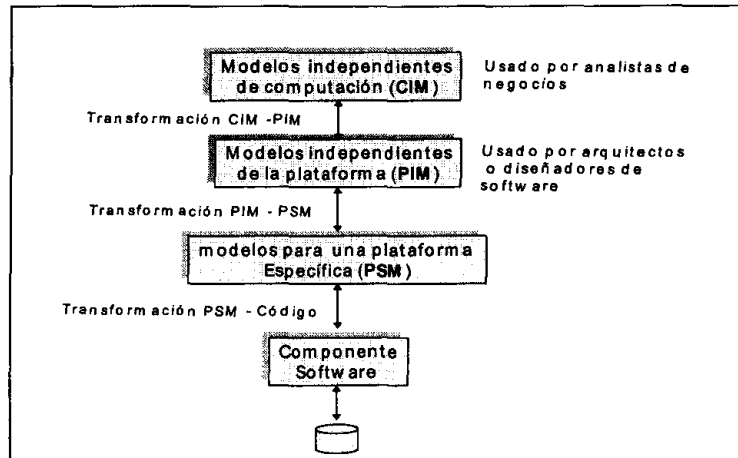 Modelos independientes
de computación (CIM)
Usado por analistas de
negocios
Transformación CIM -PIM
Modelos independientes
de la plataforma (PIM)
Usado por arquitectos
o diseñadores de
software
Transformación PIM - PSM
modelos para una plataforma
Específica (PSM)
Transformación PSM - Código
Componente
Software